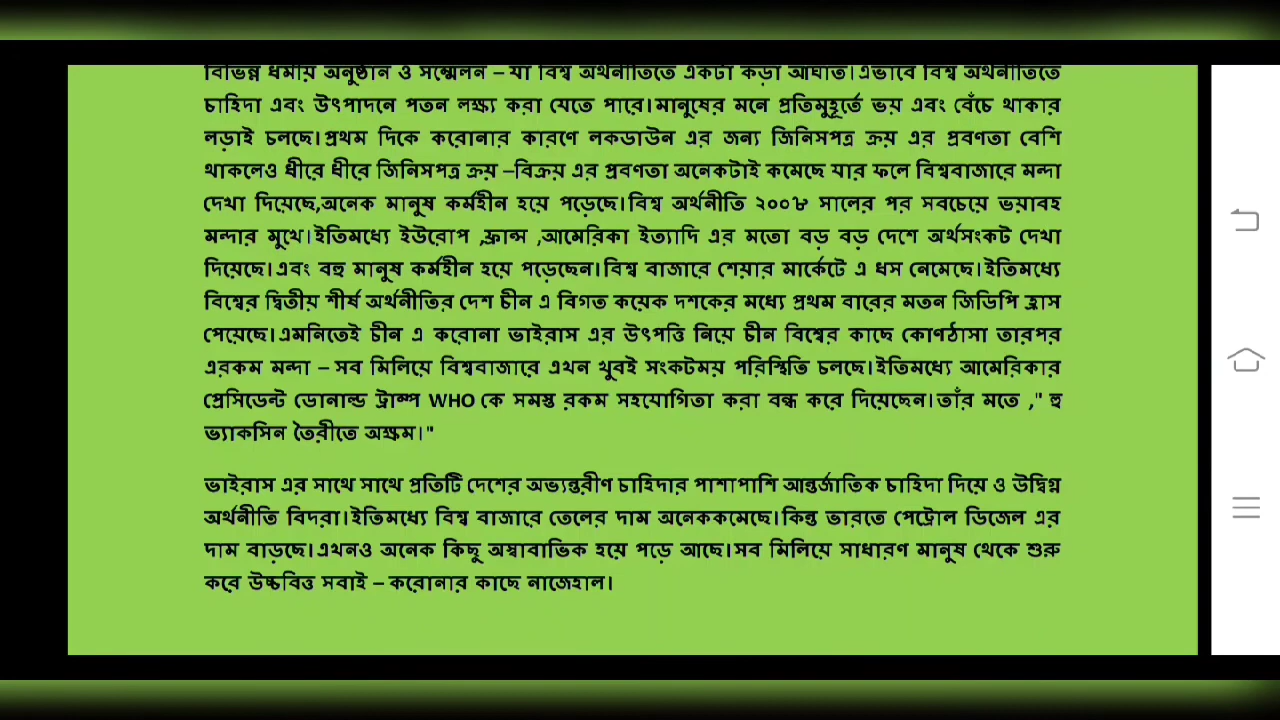 বিভিন্ন ধর্মীয় অনুষ্ঠান ও সম্মেলন – যা বিশ্ব অর্থনীতিতে একটা কড়া আঘাত।এভাবে বিশ্ব অর্থনীতিতে
চাহিদা এবং উৎপাদনে পতন লক্ষ্য করা যেতে পারে।মানুষের মনে প্রতিমুহূর্তে ভয় এবং বেঁচে থাকার
লড়াই চলছে।প্রথম দিকে করোনার কারণে লকডাউন এর জন্য জিনিসপত্র ক্রয় এর প্রবণতা বেশি
থাকলেও ধীরে ধীরে জিনিসপত্র ক্রয় –বিক্রয় এর প্রবণতা অনেকটাই কমেছে যার ফলে বিশ্ববাজারে মন্দা
দেখা দিয়েছে,অনেক মানুষ কর্মহীন হয়ে পড়েছে।বিশ্ব অর্থনীতি ২০০৮ সালের পর সবচেয়ে ভয়াবহ
মন্দার মুখে।ইতিমধ্যে ইউরোপ ,ফ্রান্স ,আমেরিকা ইত্যাদি এর মতো বড় বড় দেশে অর্থসংকট দেখা
দিয়েছে।এবং বহু মানুষ কর্মহীন হয়ে পড়েছেন।বিশ্ব বাজারে শেয়ার মার্কেটে এ ধস নেমেছে।ইতিমধ্যে
বিশ্বের দ্বিতীয় শীর্ষ অর্থনীতির দেশ চীন এ বিগত কয়েক দশকের মধ্যে প্রথম বারের মতন জিডিপি হ্রাস
পেয়েছে।এমনিতেই চীন এ করোনা ভাইরাস এর উৎপত্তি নিয়ে চীন বিশ্বের কাছে কোণঠাসা তারপর
এরকম মন্দা – সব মিলিয়ে বিশ্ববাজারে এখন খুবই সংকটময় পরিস্থিতি চলছে।ইতিমধ্যে আমেরিকার
প্রেসিডেন্ট ডোনাল্ড ট্রাম্প WHO কে সমস্ত রকম সহযোগিতা করা বন্ধ করে দিয়েছেন।তাঁর মতে ," হু
ভ্যাকসিন তৈরীতে অক্ষম।"
ভাইরাস এর সাথে সাথে প্রতিটি দেশের অভ্যন্তরীণ চাহিদার পাশাপাশি আন্তর্জাতিক চাহিদা দিয়ে ও উদ্বিগ্ন
অর্থনীতি বিদরা।ইতিমধ্যে বিশ্ব বাজারে তেলের দাম অনেককমেছে।কিন্ত ভারতে পেট্রোল ডিজেল এর
দাম বাড়ছে।এখনও অনেক কিছু অস্বাবাভিক হয়ে পড়ে আছে।সব মিলিয়ে সাধারণ মানুষ থেকে শুরু
করে উচ্চবিত্ত সবাই – করোনার কাছে নাজেহাল।